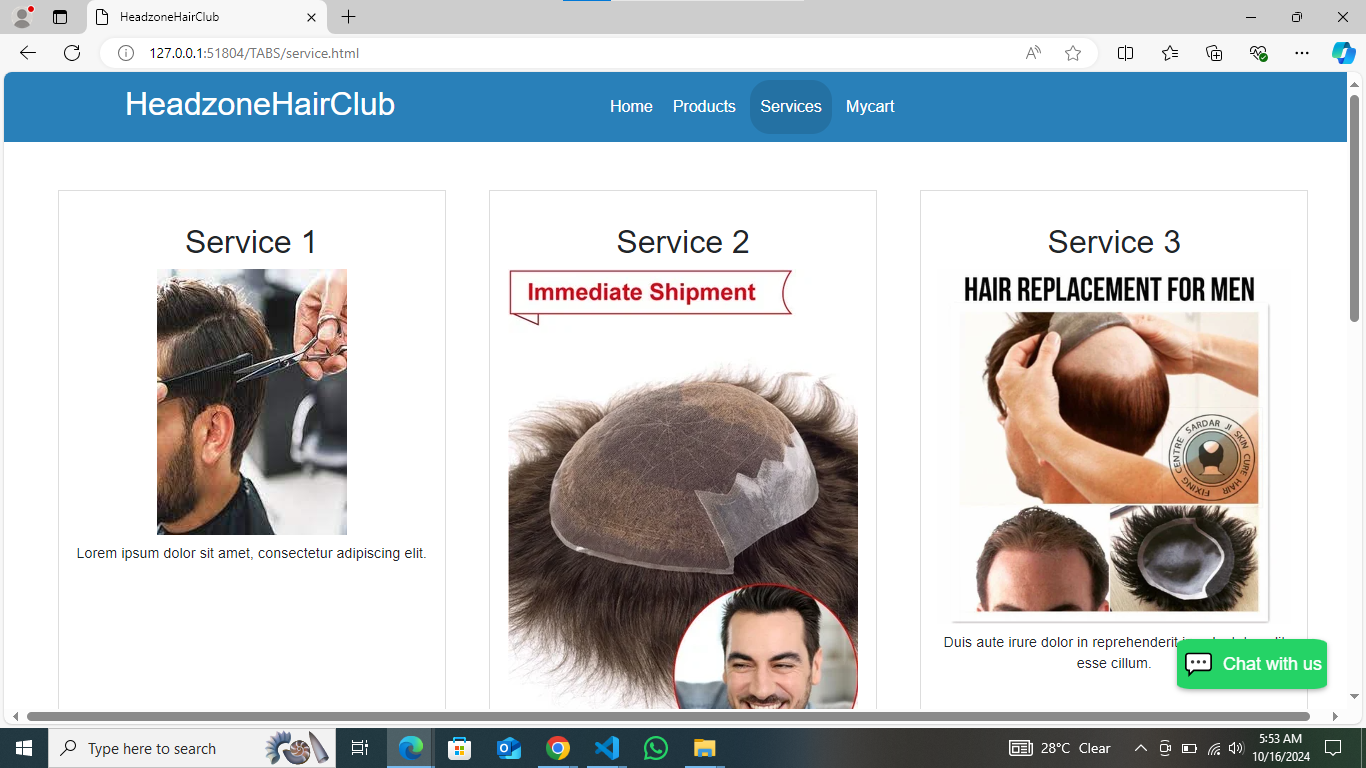 HeadzoneHairClub
127.0.0.1:51804/TABS/service.html
HeadzoneHairClub
Home Products Services Mycart
Service 1
Lorem ipsum dolor sit amet, consectetur adipiscing elit.
Service 2
Immediate Shipment
Service 3
HAIR REPLACEMENT FOR MEN
SARDAR JI SKIN CURE HAIR FIXING CENTRE
Duis aute irure dolor in reprehenderit
esse cillum.
Chat with us
Type here to search
28°C Clear
5:53 AM
10/16/2024